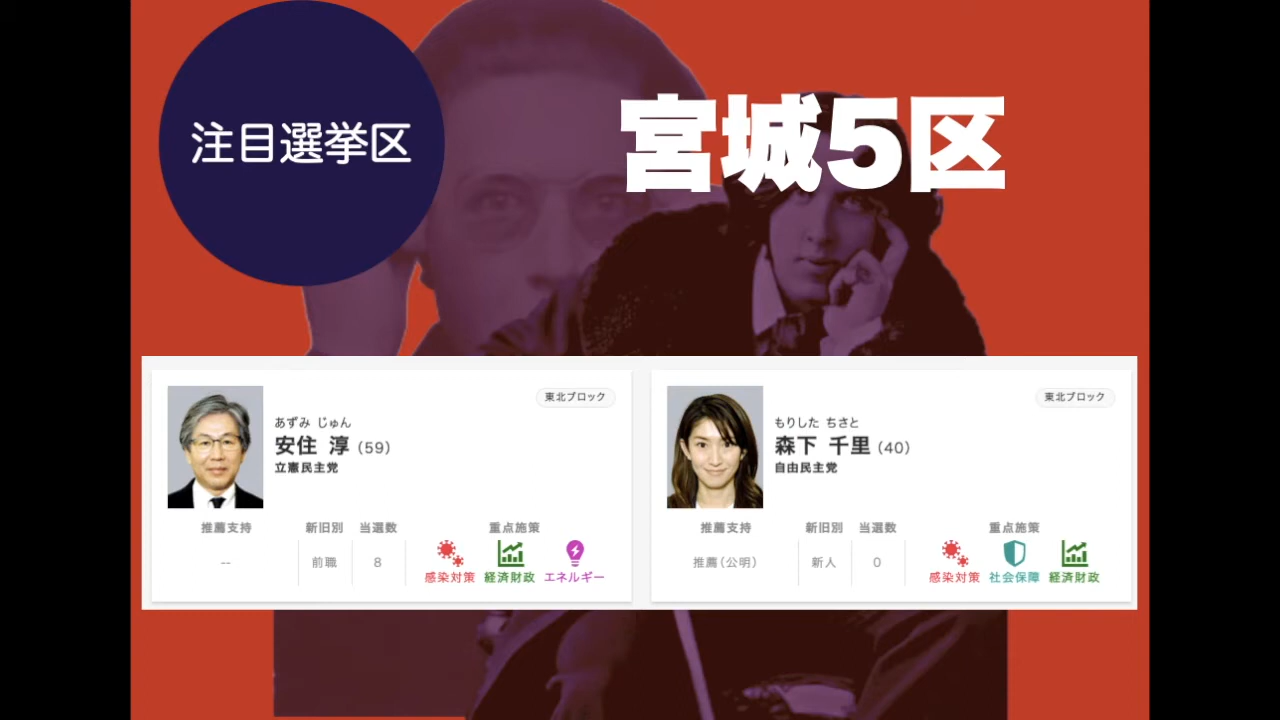 注目選挙区
宮城5区
東北ブロック
あずみ じゅん
安住 淳 (59)
立憲民主党
推薦支持 新旧別 当選数 重点施策
-- 前職 8 感染対策 経済財政 エネルギー
東北ブロック
もりした ちさと
森下 千里 (40)
自由民主党
推薦支持 新旧別 当選数 重点施策
推薦(公明) 新人 0 感染対策 社会保障 経済財政